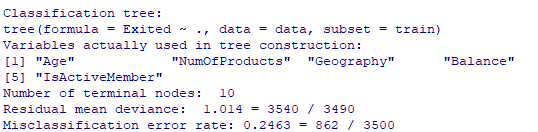 Classification tree:
tree(formula = Exited ~ ., data = data, subset = train)
Variables actually used in tree construction:
[1] "Age"            "NumOfProducts"  "Geography"      "Balance"
[5] "IsActiveMember"
Number of terminal nodes:  10
Residual mean deviance:  1.014 = 3540 / 3490
Misclassification error rate: 0.2463 = 862 / 3500